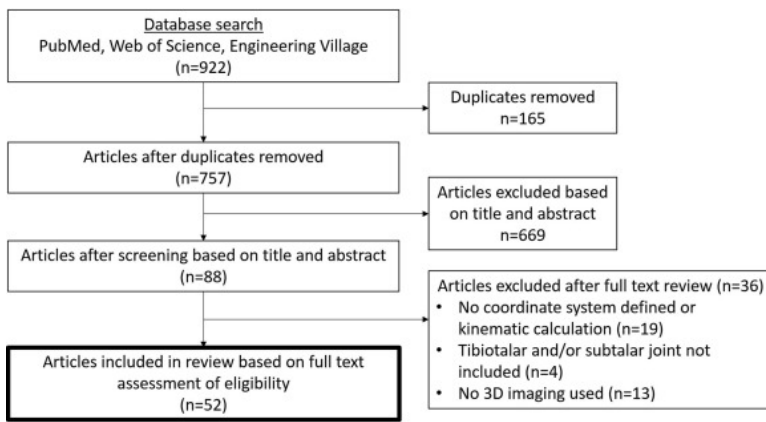 Database search
PubMed, Web of Science, Engineering Village
(n=922)
Duplicates removed
n=165
Articles after duplicates removed
(n=757)
Articles excluded based
on title and abstract
n=669
Articles after screening based on title and abstract
(n=88)
Articles excluded after full text review (n=36)
• No coordinate system defined or
kinematic calculation (n=19)
• Tibiotalar and/or subtalar joint not
included (n=4)
• No 3D imaging used (n=13)
Articles included in review based on full text
assessment of eligibility
(n=52)